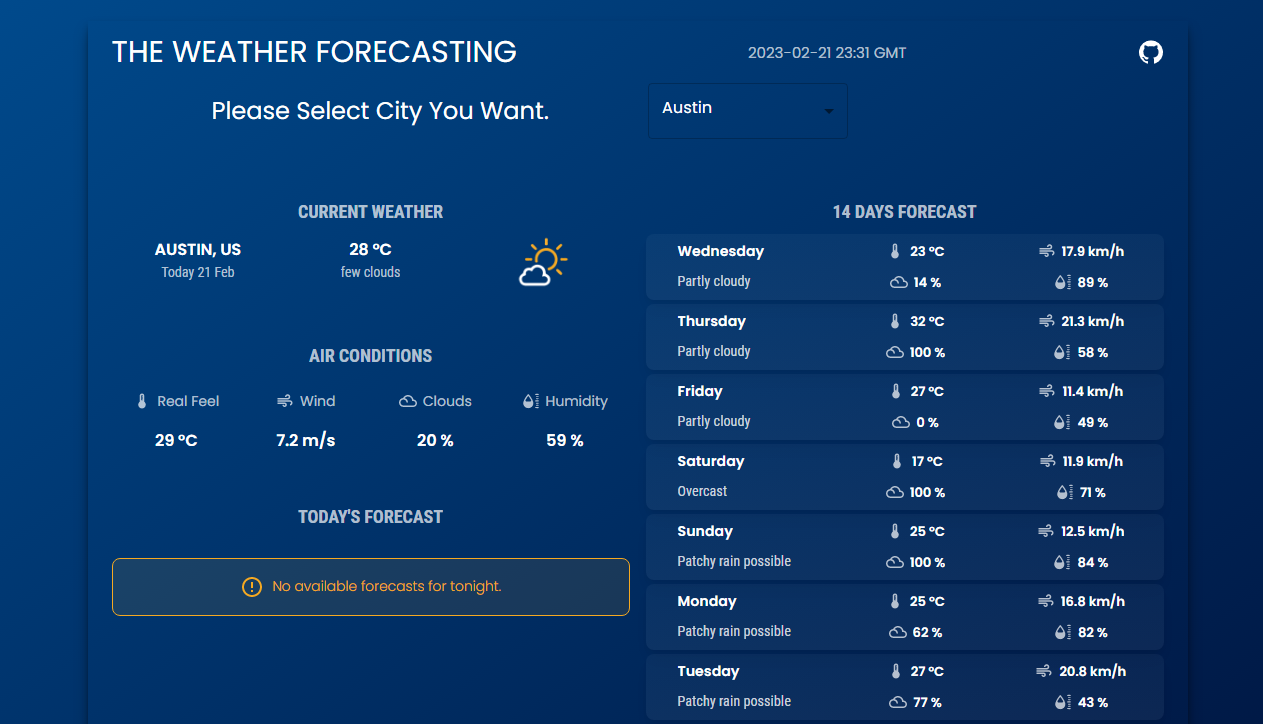 THE WEATHER FORECASTING
2023-02-21 23:31 GMT
Please Select City You Want.
Austin
CURRENT WEATHER
AUSTIN, US
28 °C
Today 21 Feb
few clouds
AIR CONDITIONS
Real Feel
Wind
Clouds
Humidity
29 °C
7.2 m/s
20 %
59 %
TODAY'S FORECAST
No available forecasts for tonight.
14 DAYS FORECAST
Wednesday 23 °C 17.9 km/h
Partly cloudy 14 % 89 %
Thursday 32 °C 21.3 km/h
Partly cloudy 100 % 58 %
Friday 27 °C 11.4 km/h
Partly cloudy 0 % 49 %
Saturday 17 °C 11.9 km/h
Overcast 100 % 71 %
Sunday 25 °C 12.5 km/h
Patchy rain possible 100 % 84 %
Monday 25 °C 16.8 km/h
Patchy rain possible 62 % 82 %
Tuesday 27 °C 20.8 km/h
Patchy rain possible 77 % 43 %